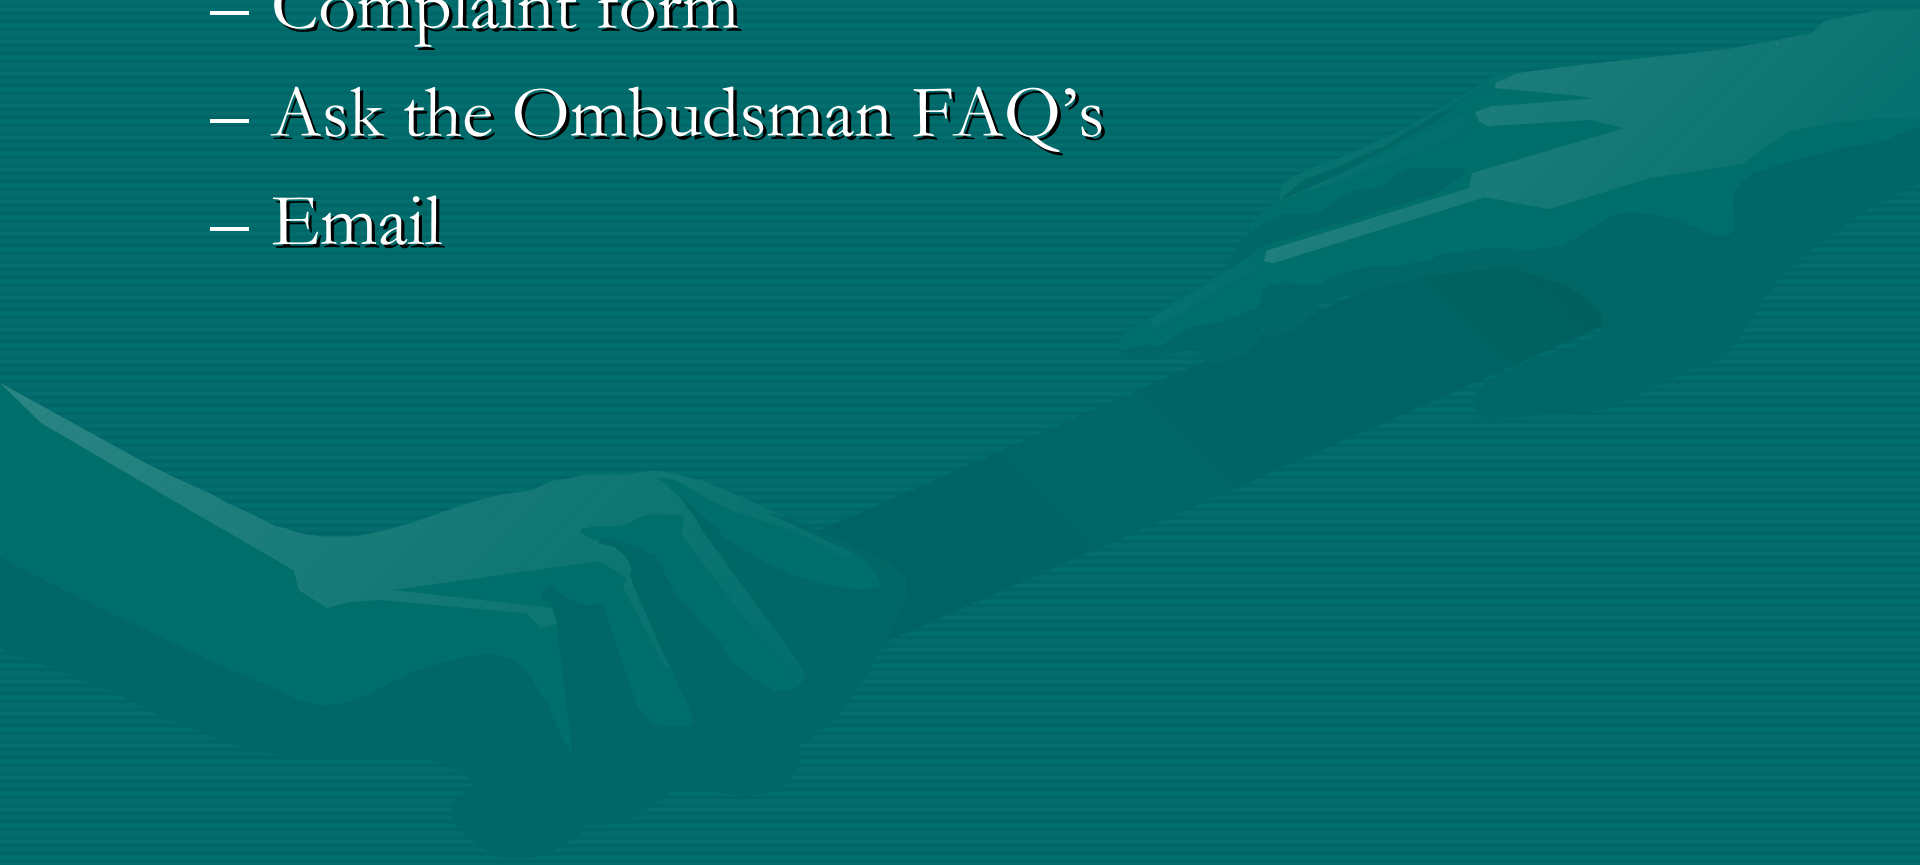 – Complaint form
– Ask the Ombudsman FAQ’s
– Email